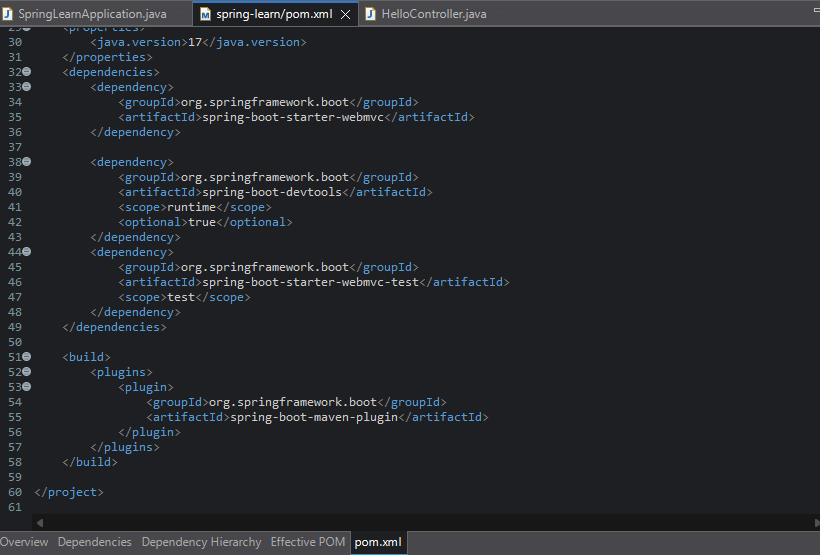 SpringLearnApplication.java
spring-learn/pom.xml
HelloController.java
29 <properties>
30 <java.version>17</java.version>
31 </properties>
32 <dependencies>
33 <dependency>
34 <groupId>org.springframework.boot</groupId>
35 <artifactId>spring-boot-starter-webmvc</artifactId>
36 </dependency>
37
38 <dependency>
39 <groupId>org.springframework.boot</groupId>
40 <artifactId>spring-boot-devtools</artifactId>
41 <scope>runtime</scope>
42 <optional>true</optional>
43 </dependency>
44 <dependency>
45 <groupId>org.springframework.boot</groupId>
46 <artifactId>spring-boot-starter-webmvc-test</artifactId>
47 <scope>test</scope>
48 </dependency>
49 </dependencies>
50
51 <build>
52 <plugins>
53 <plugin>
54 <groupId>org.springframework.boot</groupId>
55 <artifactId>spring-boot-maven-plugin</artifactId>
56 </plugin>
57 </plugins>
58 </build>
59
60 </project>
61
Overview Dependencies Dependency Hierarchy Effective POM pom.xml